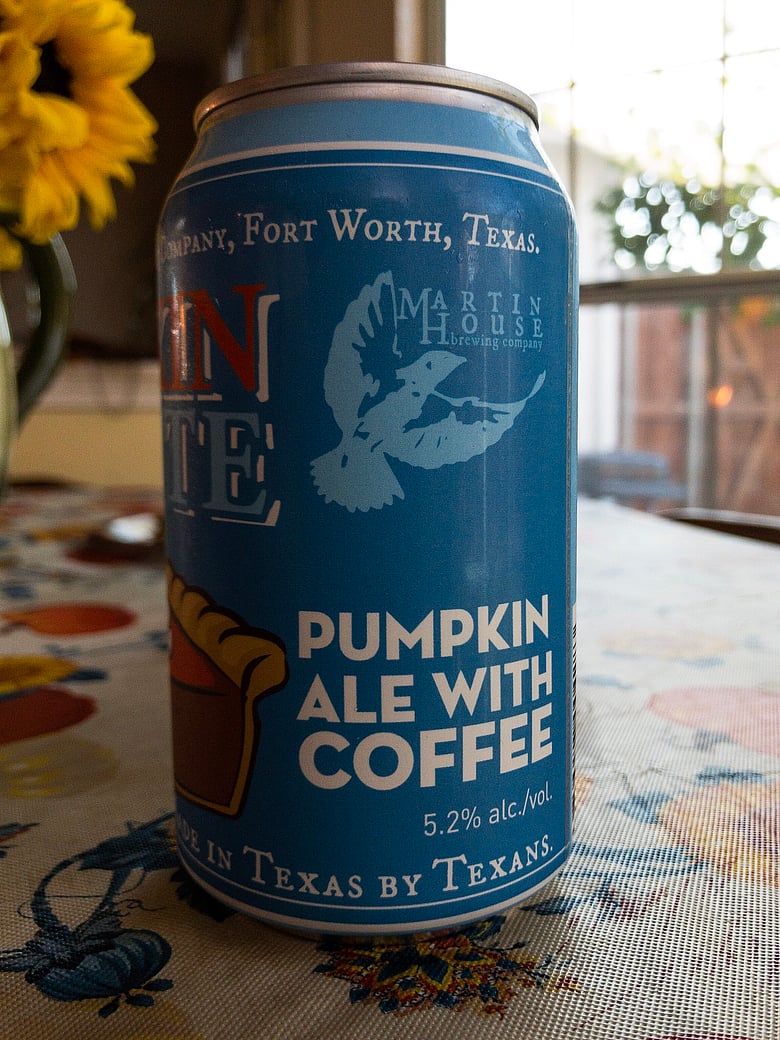 Company, Fort Worth, Texas.
Martin
House
brewing company
PUMPKIN
ALE WITH
COFFEE
5.2% alc./vol.
in Texas by Texans.